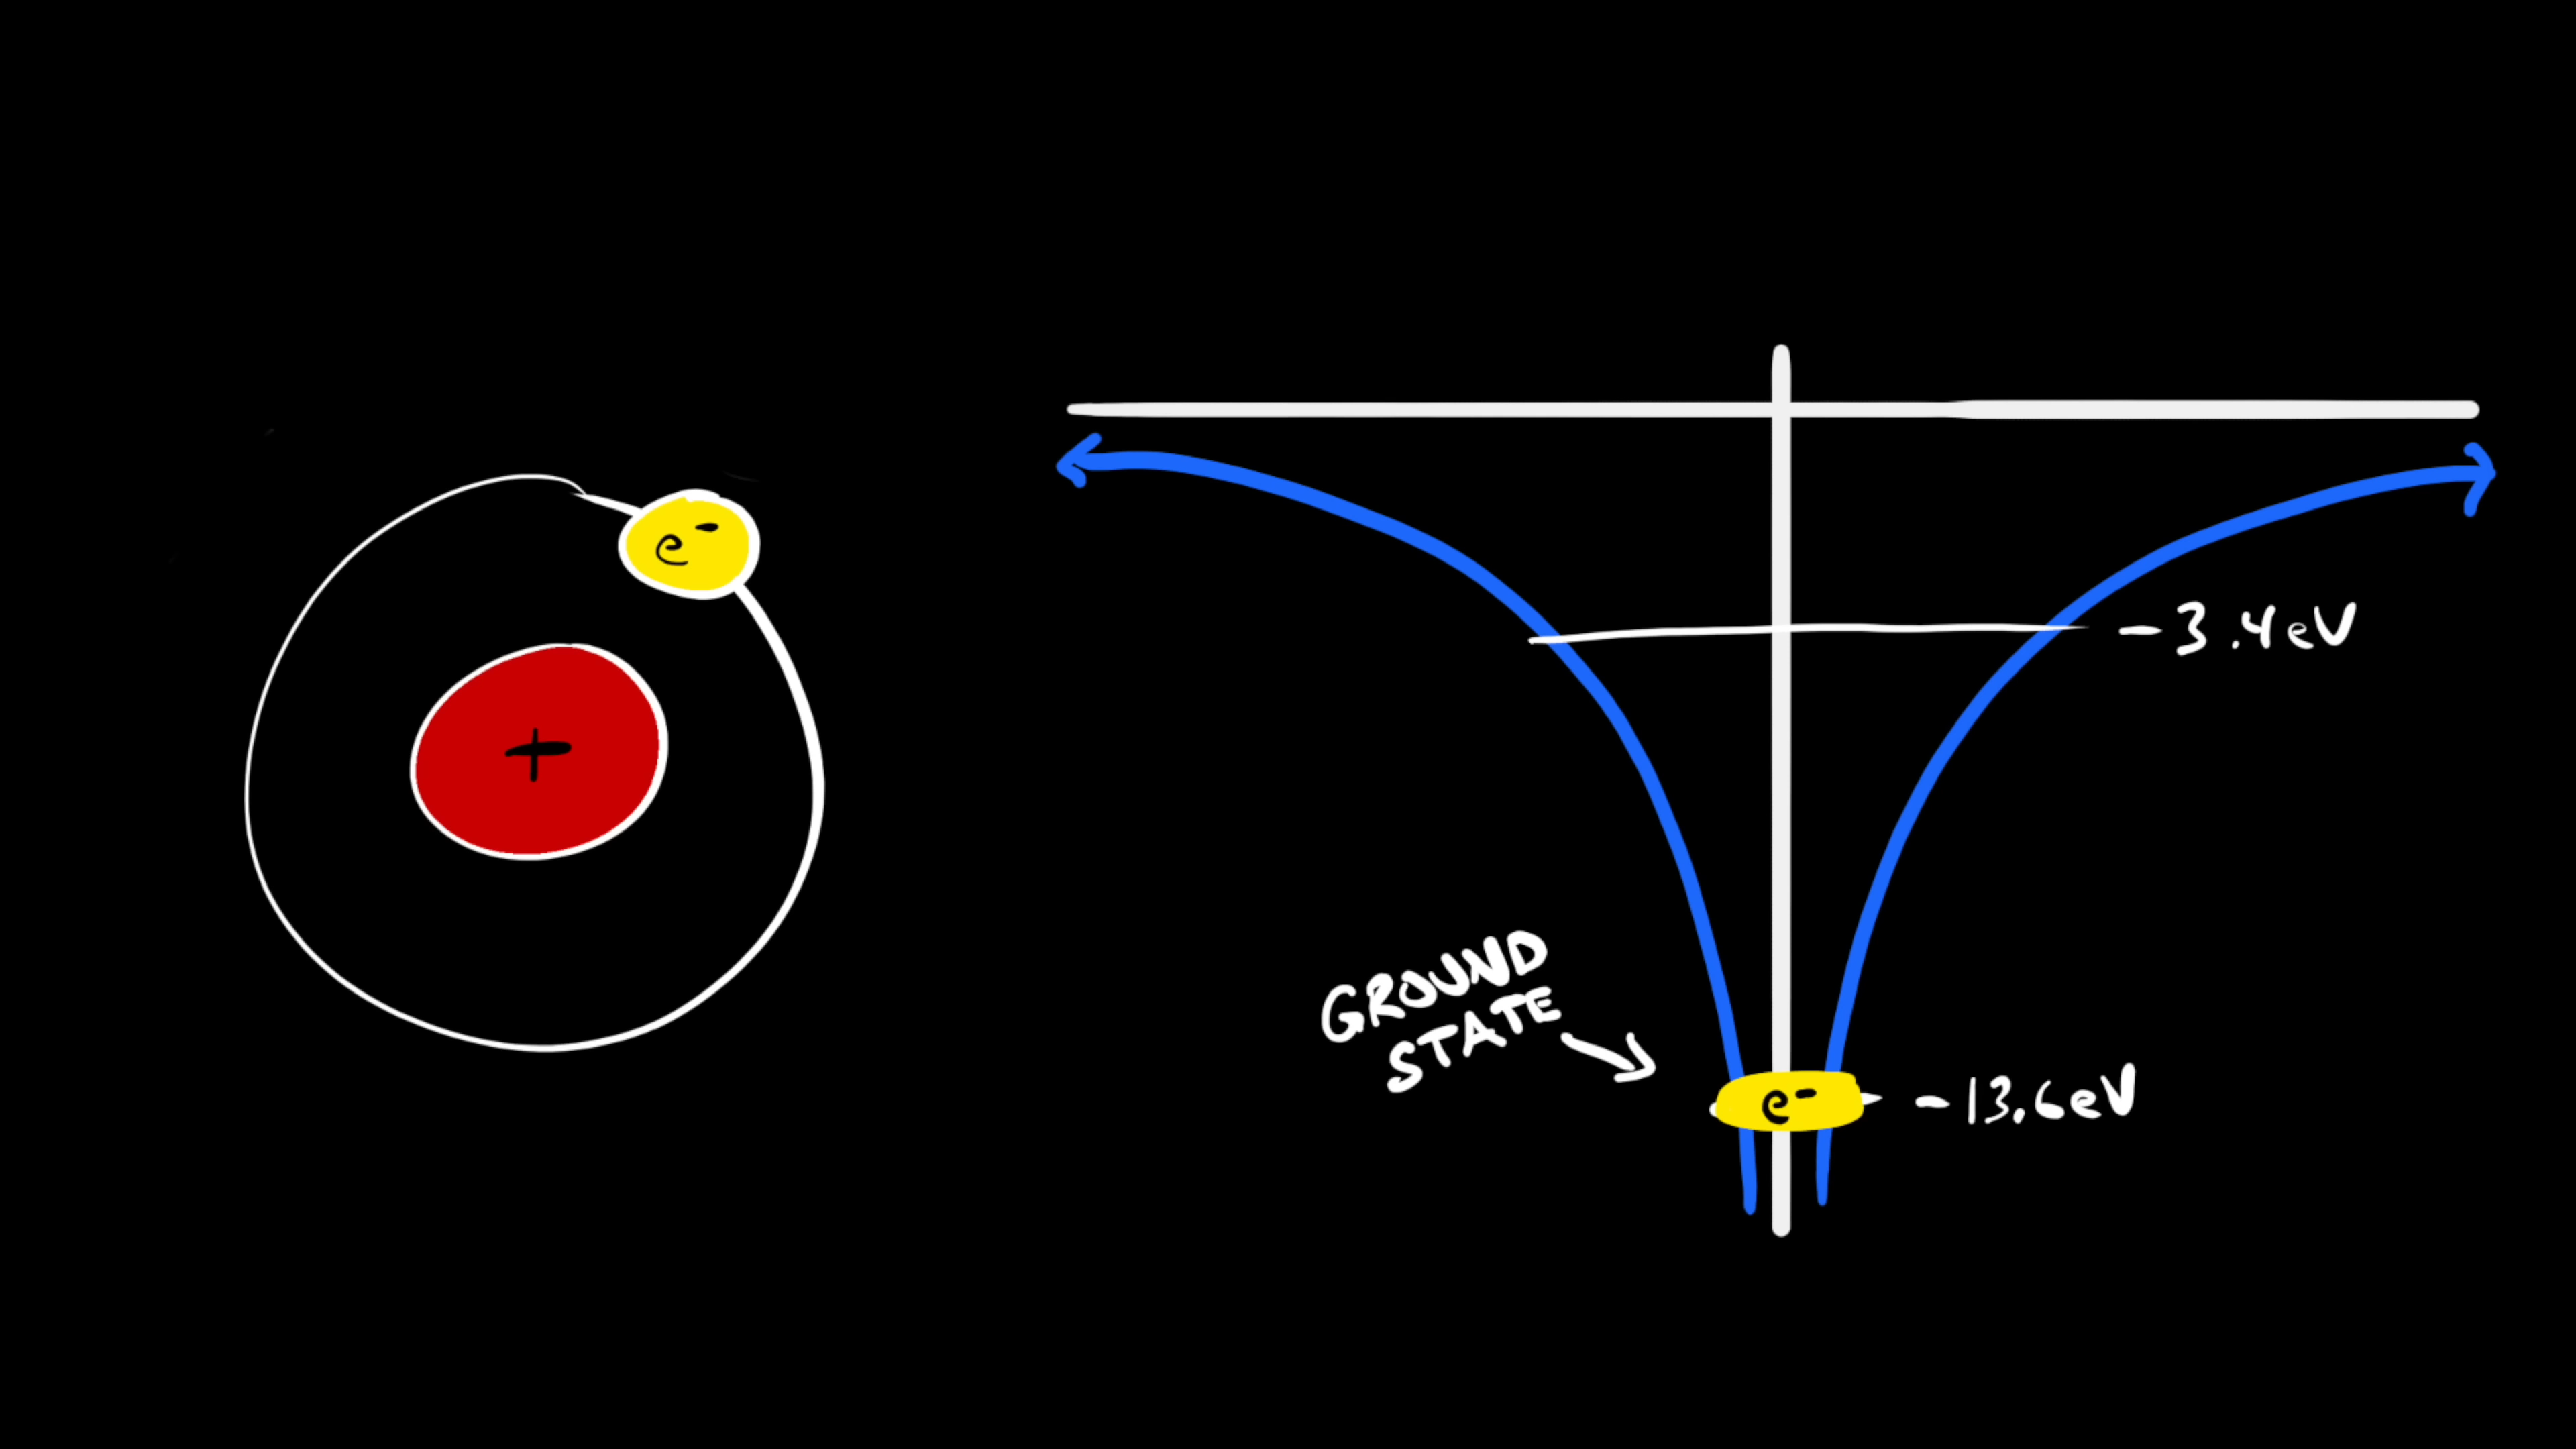 e-
+
-3.4eV
GROUND
STATE
e-
-13.6eV